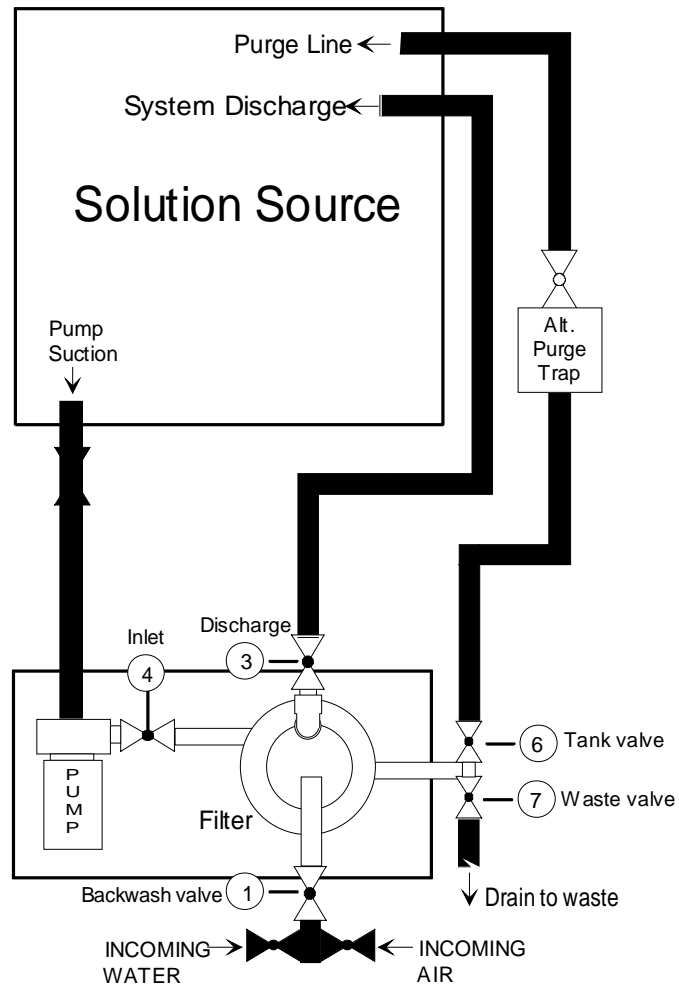 Purge Line
System Discharge
Solution Source
Pump
Suction
Alt.
Purge
Trap
Discharge
3
Inlet
4
6
Tank valve
7
Waste valve
P
U
M
P
Filter
Backwash valve
1
Drain to waste
INCOMING
WATER
INCOMING
AIR